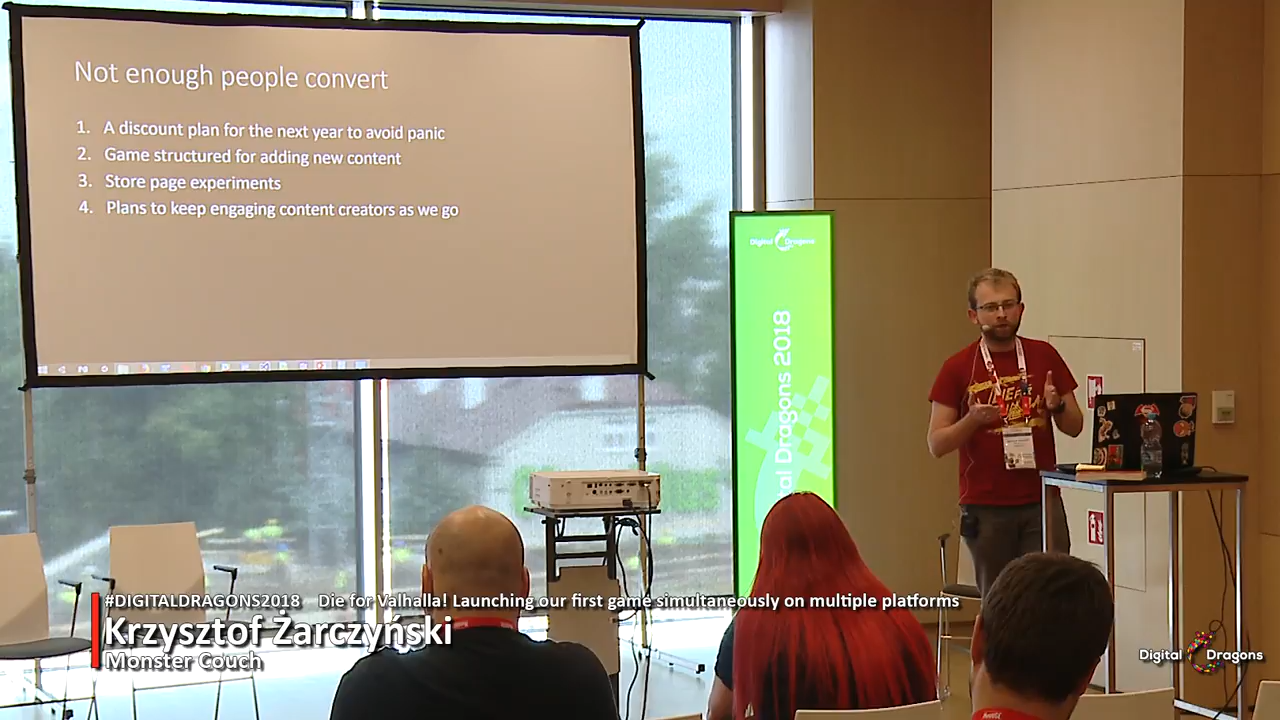 Not enough people convert
1. A discount plan for the next year to avoid panic
2. Game structured for adding new content
3. Store page experiments
4. Plans to keep engaging content creators as we go
Digital Dragons
Digital Dragons 2018
#DIGITALDRAGONS2018 Die for Valhalla! Launching our first game simultaneously on multiple platforms
Krzysztof Żarczyński
Monster Couch
Digital Dragons